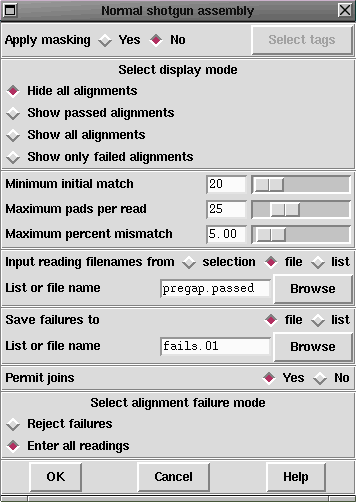 Normal shotgun assembly
Apply masking Yes No Select tags
Select display mode
Hide all alignments
Show passed alignments
Show all alignments
Show only failed alignments
Minimum initial match 20
Maximum pads per read 25
Maximum percent mismatch 5.00
Input reading filenames from selection file list
List or file name pregap.passed Browse
Save failures to file list
List or file name fails.01 Browse
Permit joins Yes No
Select alignment failure mode
Reject failures
Enter all readings
OK Cancel Help